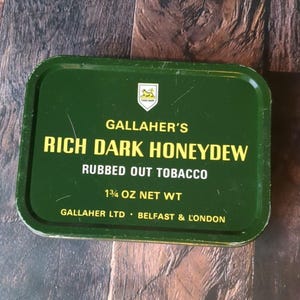 GALLAHER'S
RICH DARK HONEYDEW
RUBBED OUT TOBACCO
1¾ OZ NET WT
GALLAHER LTD · BELFAST & LONDON